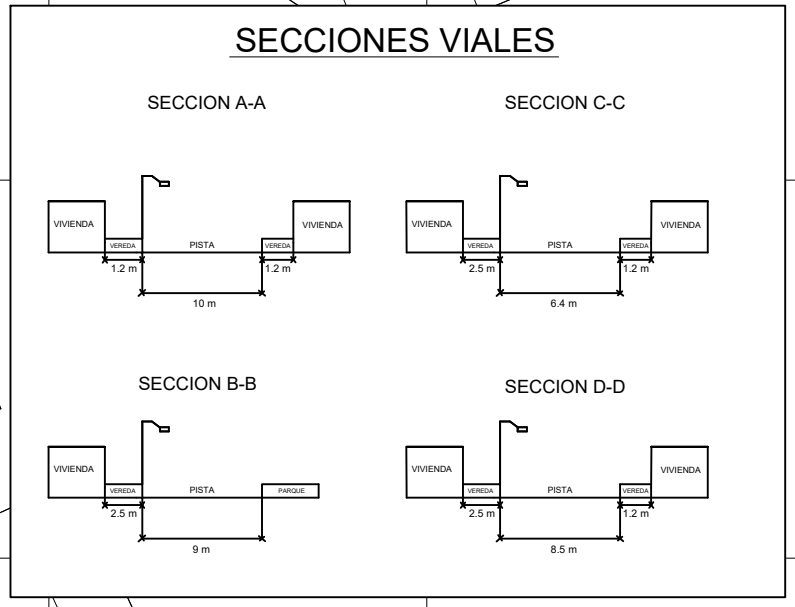 SECCIONES VIALES
SECCION A-A
VIVIENDA
VEREDA
PISTA
VEREDA
VIVIENDA
1.2 m
1.2 m
10 m
SECCION C-C
VIVIENDA
VEREDA
PISTA
VEREDA
VIVIENDA
2.5 m
1.2 m
6.4 m
SECCION B-B
VIVIENDA
VEREDA
PISTA
PARQUE
2.5 m
9 m
SECCION D-D
VIVIENDA
VEREDA
PISTA
VEREDA
VIVIENDA
2.5 m
1.2 m
8.5 m